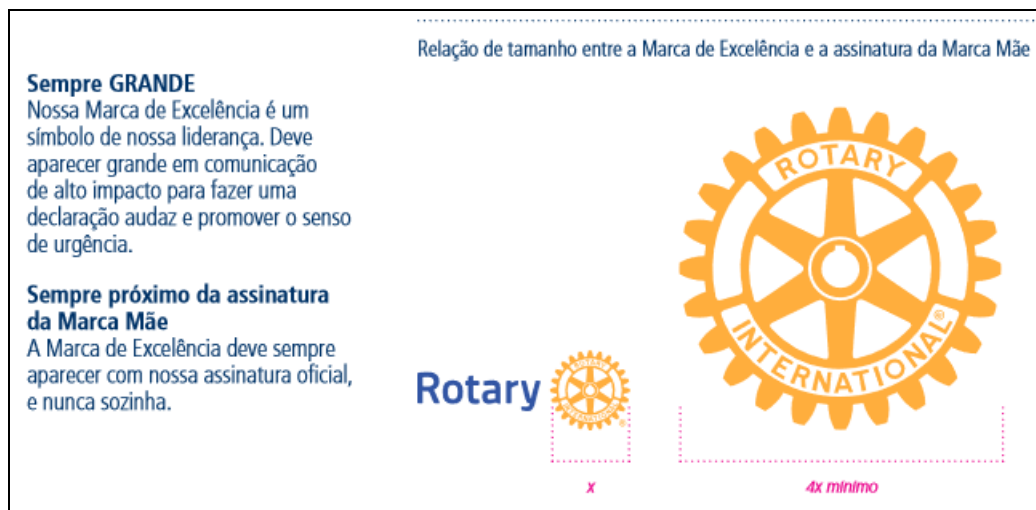 Relação de tamanho entre a Marca de Excelência e a assinatura da Marca Mãe
Sempre GRANDE
Nossa Marca de Excelência é um
símbolo de nossa liderança. Deve
aparecer grande em comunicação
de alto impacto para fazer uma
declaração audaz e promover o senso
de urgência.
Sempre próximo da assinatura
da Marca Mãe
A Marca de Excelência deve sempre
aparecer com nossa assinatura oficial,
e nunca sozinha.
Rotary
ROTARY
INTERNATIONAL
®
x
ROTARY
INTERNATIONAL®
4x mínimo